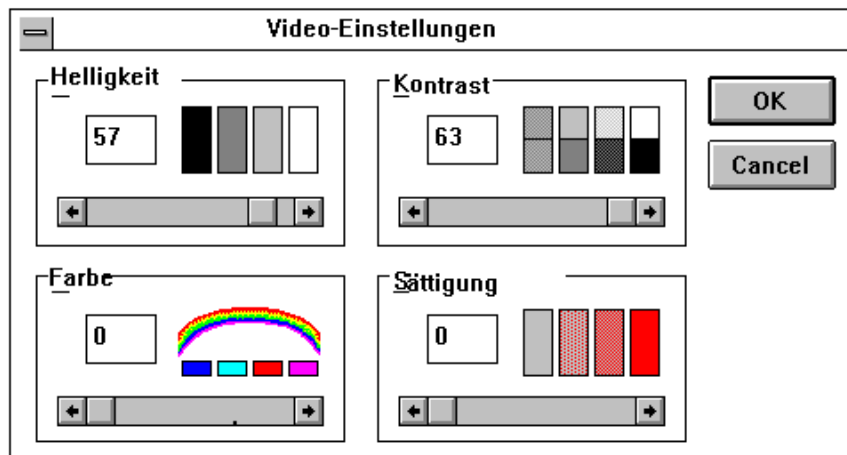 Video-Einstellungen
Helligkeit
57
Kontrast
63
OK
Cancel
Farbe
0
Sättigung
0